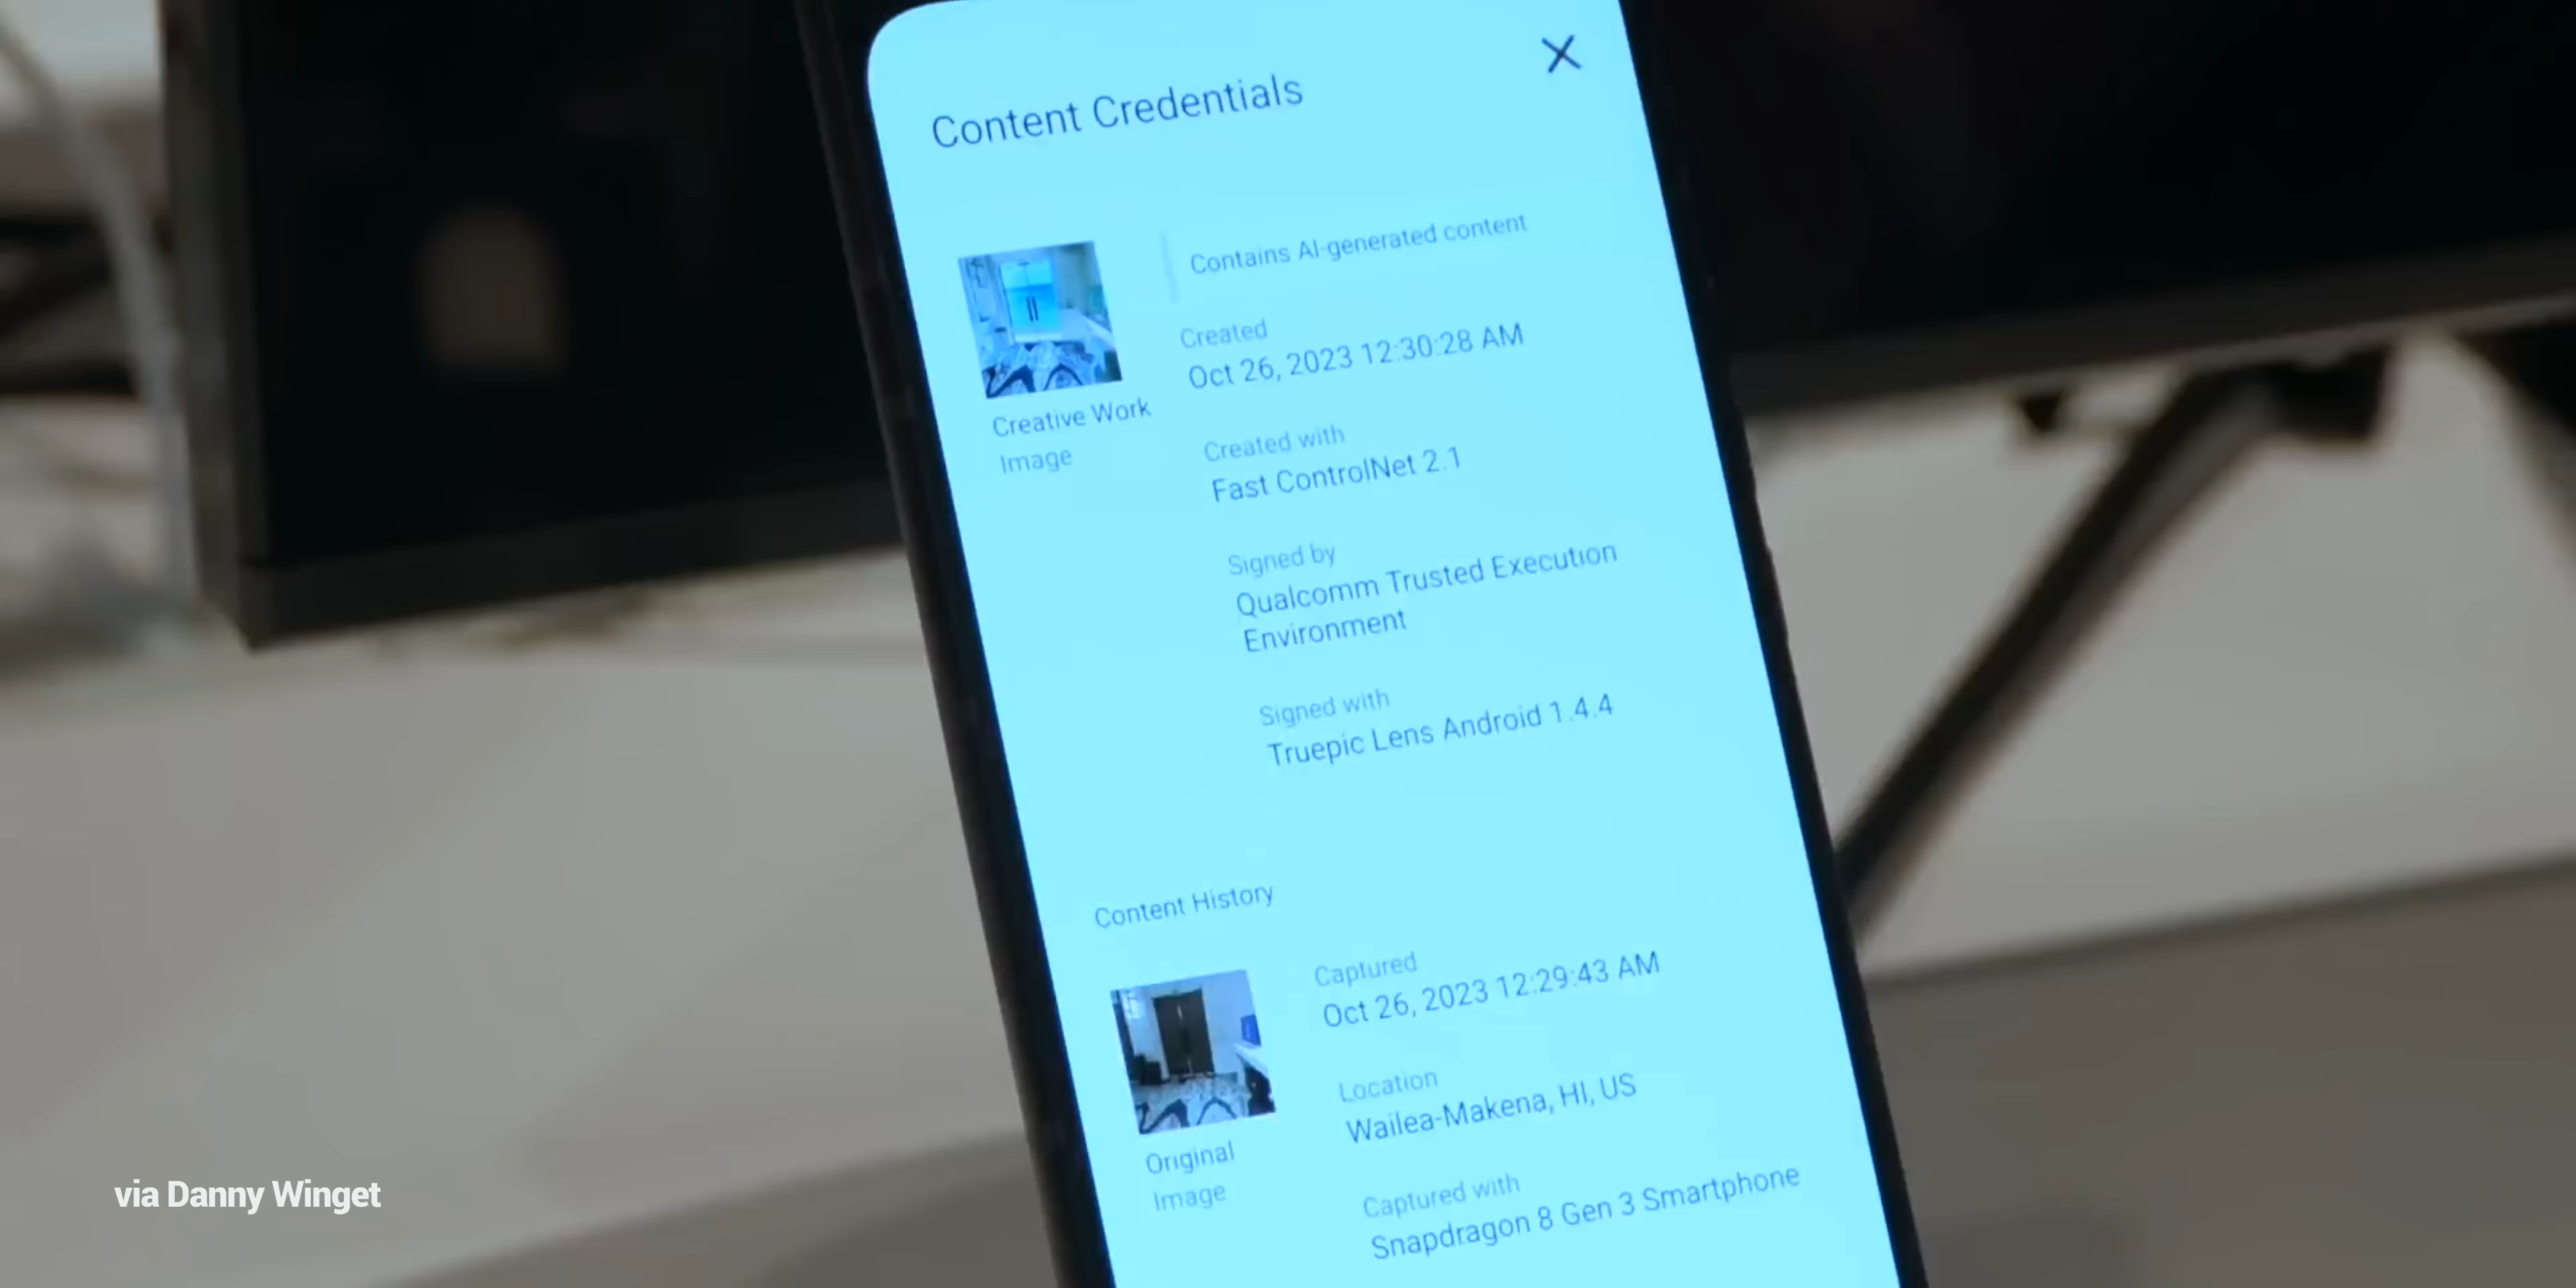 Content Credentials
Contains AI-generated content
Created
Oct 26, 2023 12:30:28 AM
Creative Work
Image
Created with
Fast ControlNet 2.1
Signed by
Qualcomm Trusted Execution
Environment
Signed with
Truepic Lens Android 1.4.4
Content History
Captured
Oct 26, 2023 12:29:43 AM
Location
Wailea-Makena, HI, US
Original
Image
Captured with
Snapdragon 8 Gen 3 Smartphone
via Danny Winget